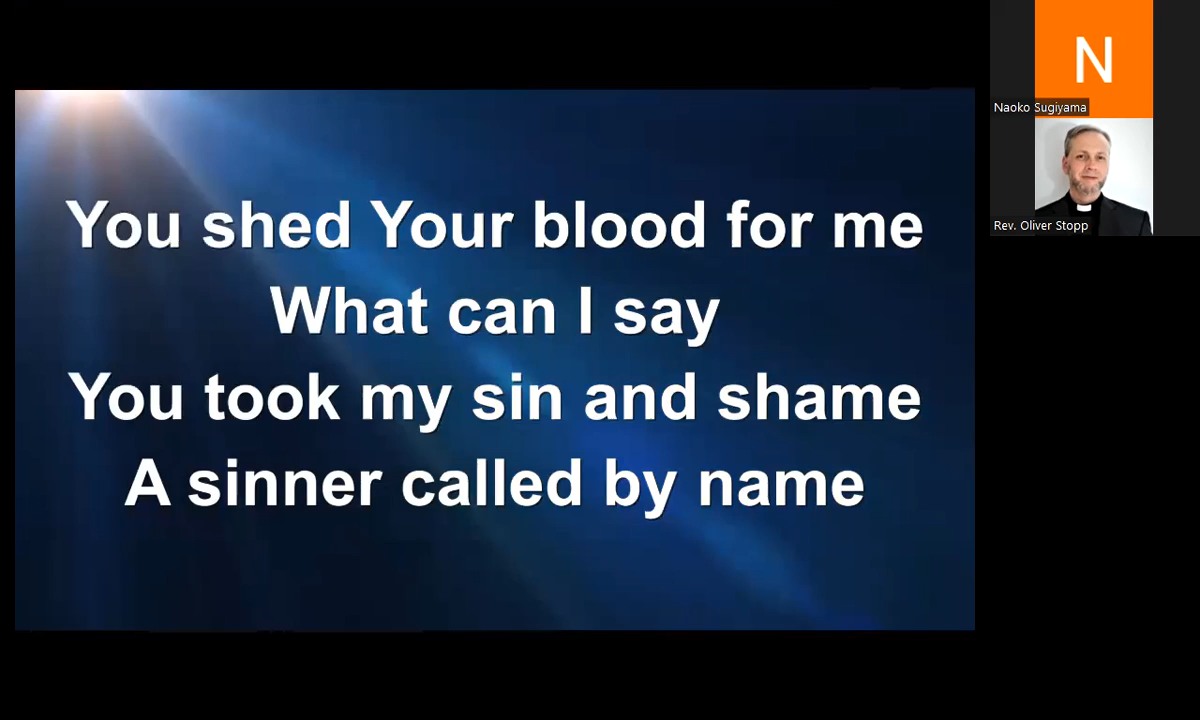 You shed Your blood for me
What can I say
You took my sin and shame
A sinner called by name
N
Naoko Sugiyama
Rev. Oliver Stopp